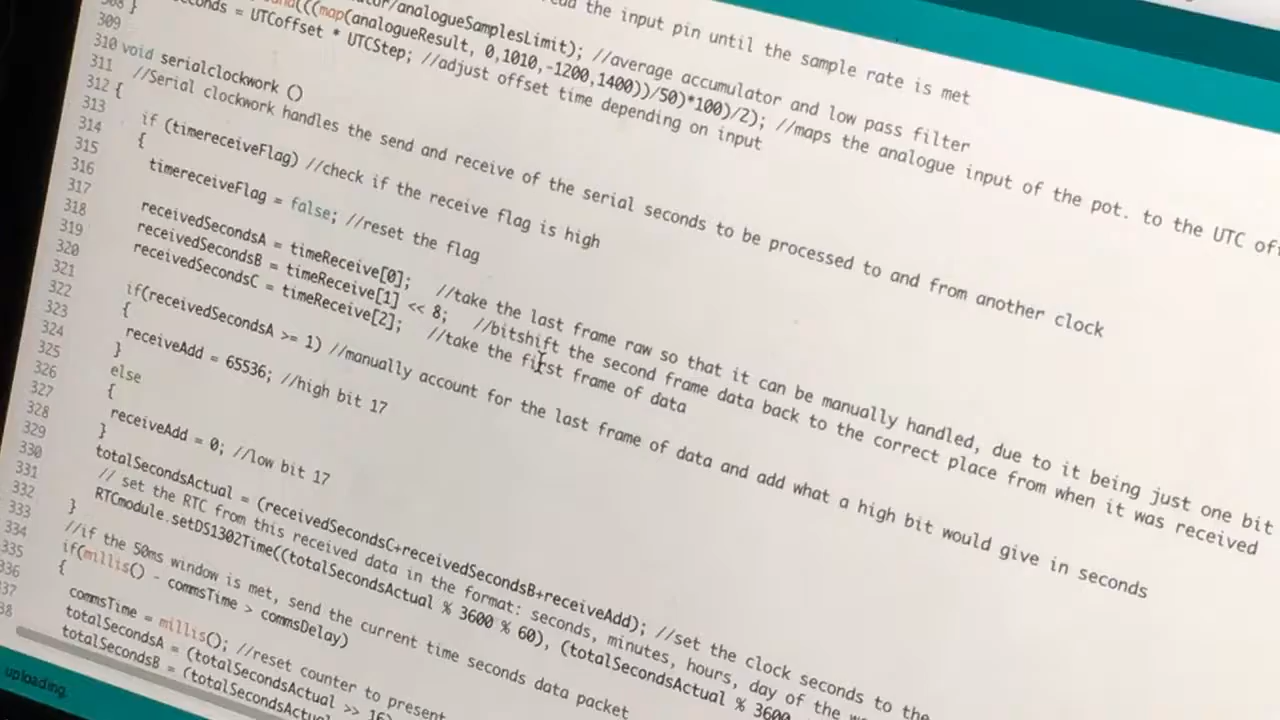 ead the input pin until the sample rate is met
tor/analogueSamplesLimit); //average accumulator and low pass filter
(((map(analogueResult, 0,1010,-1200,1400))/50)*100)/2); //maps the analogue input of the pot. to the UTC off
308 }
309 = UTCoffset * UTCStep; //adjust offset time depending on input
310 void serialclockwork ()
311 //Serial clockwork handles the send and receive of the serial seconds to be processed to and from another clock
312 {
313
314 if (timereceiveFlag) //check if the receive flag is high
315 {
316 timereceiveFlag = false; //reset the flag
317
318 receivedSecondsA = timeReceive[0]; //take the last frame raw so that it can be manually handled, due to it being just one bit
319 receivedSecondsB = timeReceive[1] << 8; //bitshift the second frame data back to the correct place from when it was received
320 receivedSecondsC = timeReceive[2]; //take the first frame of data
321
322 if(receivedSecondsA >= 1) //manually account for the last frame of data and add what a high bit would give in seconds
323 {
324 receiveAdd = 65536; //high bit 17
325 }
326 else
327 {
328 receiveAdd = 0; //low bit 17
329 }
330 totalSecondsActual = (receivedSecondsC+receivedSecondsB+receiveAdd); //set the clock seconds to the
331 // set the RTC from this received data in the format: seconds, minutes, hours, day of the
332 RTCmodule.setDS1302Time((totalSecondsActual % 3600 % 60), (totalSecondsActual % 3600
333 }
334 //if the 50ms window is met, send the current time seconds data packet
335 if(millis() - commsTime > commsDelay)
336 {
337 commsTime = millis(); //reset counter to present
338 totalSecondsA = (totalSecondsActual >> 16)
totalSecondsB = (totalSecondsActual
uploading.